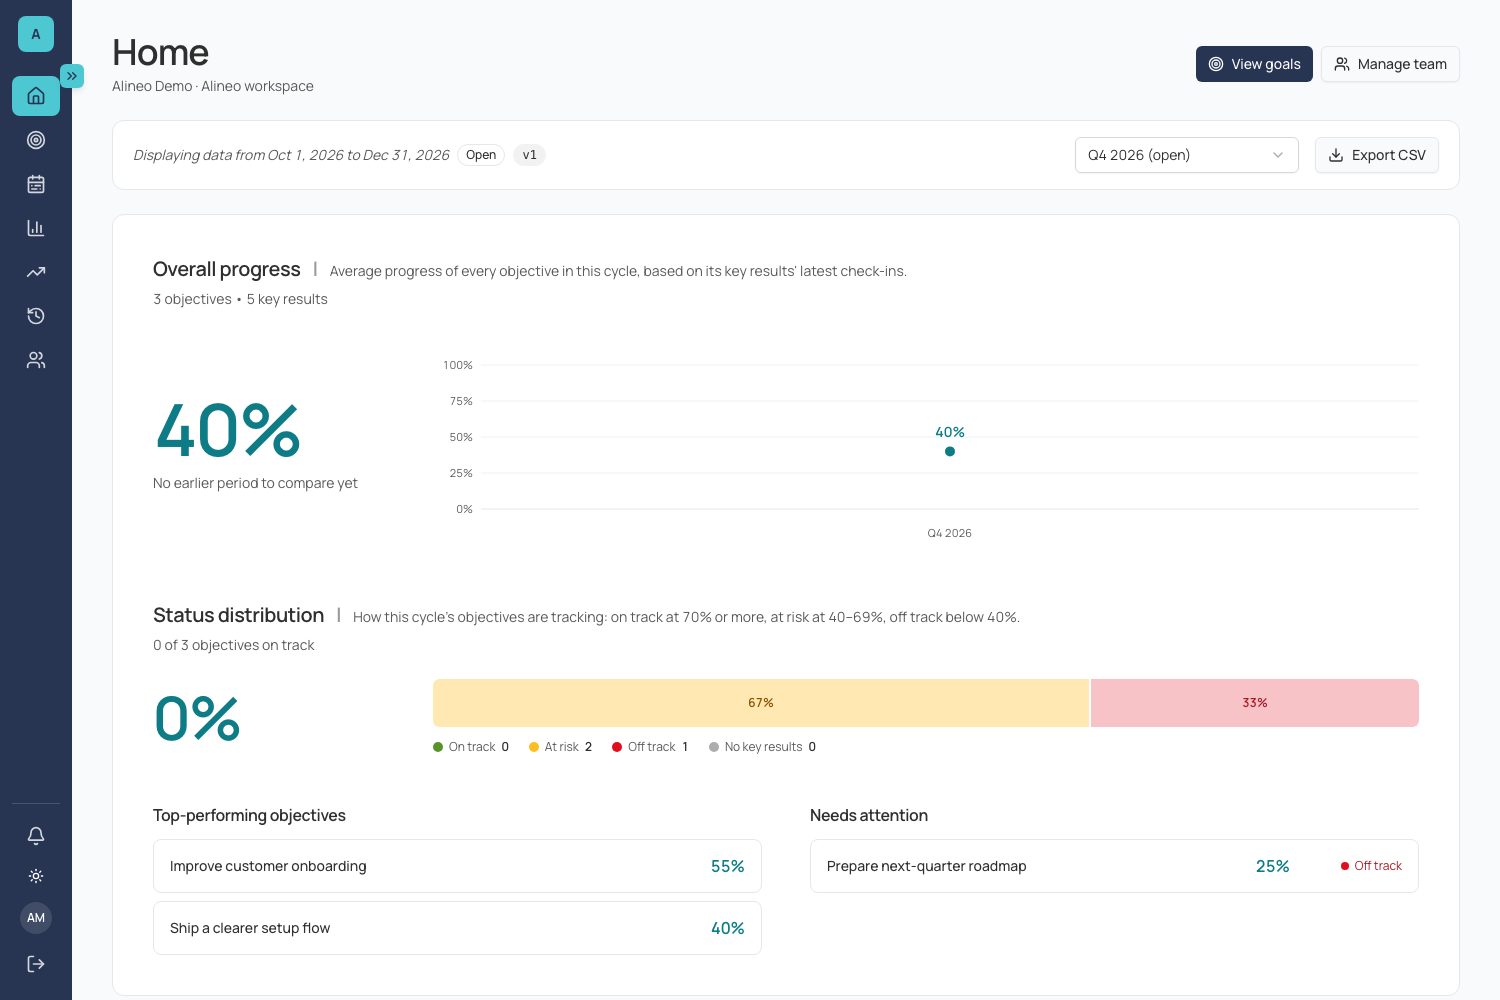 A
Home
Alineo Demo · Alineo workspace
View goals
Manage team
Displaying data from Oct 1, 2026 to Dec 31, 2026 Open v1
Q4 2026 (open)
Export CSV
Overall progress | Average progress of every objective in this cycle, based on its key results' latest check-ins.
3 objectives • 5 key results
40%
No earlier period to compare yet
100%
75%
50%
25%
0%
40%
Q4 2026
Status distribution | How this cycle's objectives are tracking: on track at 70% or more, at risk at 40–69%, off track below 40%.
0 of 3 objectives on track
0%
67%
33%
On track 0 At risk 2 Off track 1 No key results 0
Top-performing objectives
Improve customer onboarding 55%
Ship a clearer setup flow 40%
Needs attention
Prepare next-quarter roadmap 25% Off track
AM